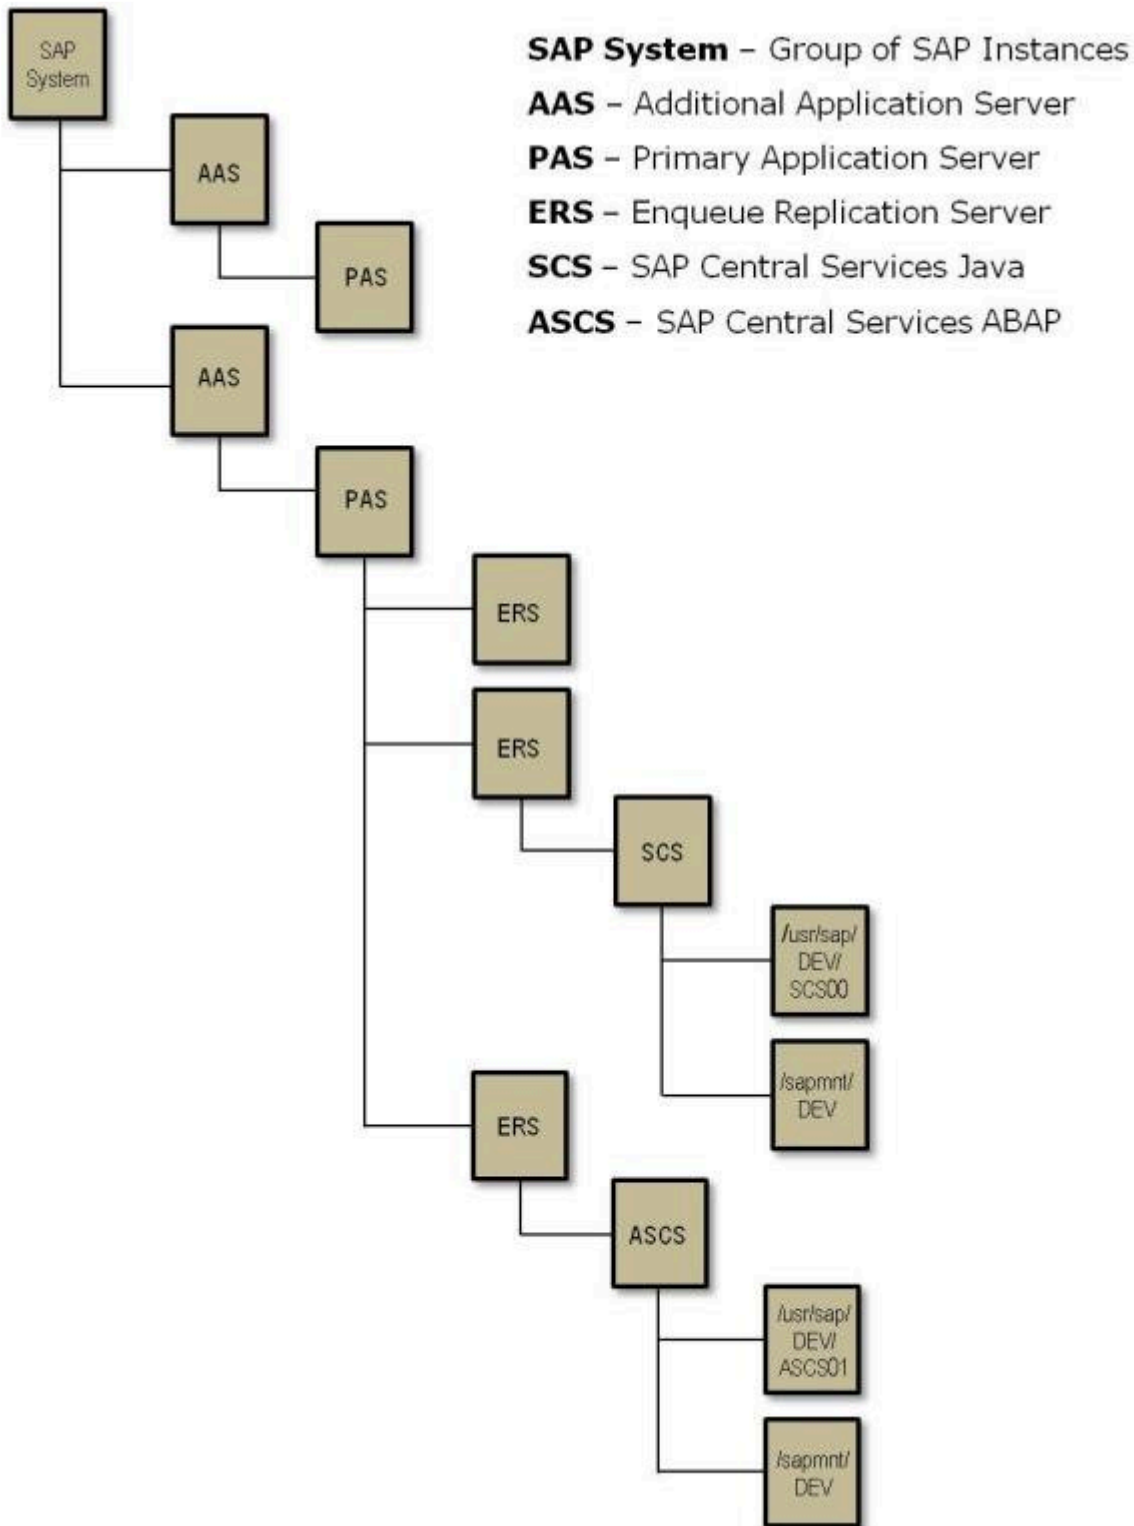 SAP
System
SAP System – Group of SAP Instances
AAS – Additional Application Server
PAS – Primary Application Server
ERS – Enqueue Replication Server
SCS – SAP Central Services Java
ASCS – SAP Central Services ABAP
AAS
PAS
AAS
PAS
ERS
ERS
SCS
/usr/sap/
DEV/
SCS00
/sapmnt/
DEV
ERS
ASCS
/usr/sap/
DEV/
ASCS01
/sapmnt/
DEV